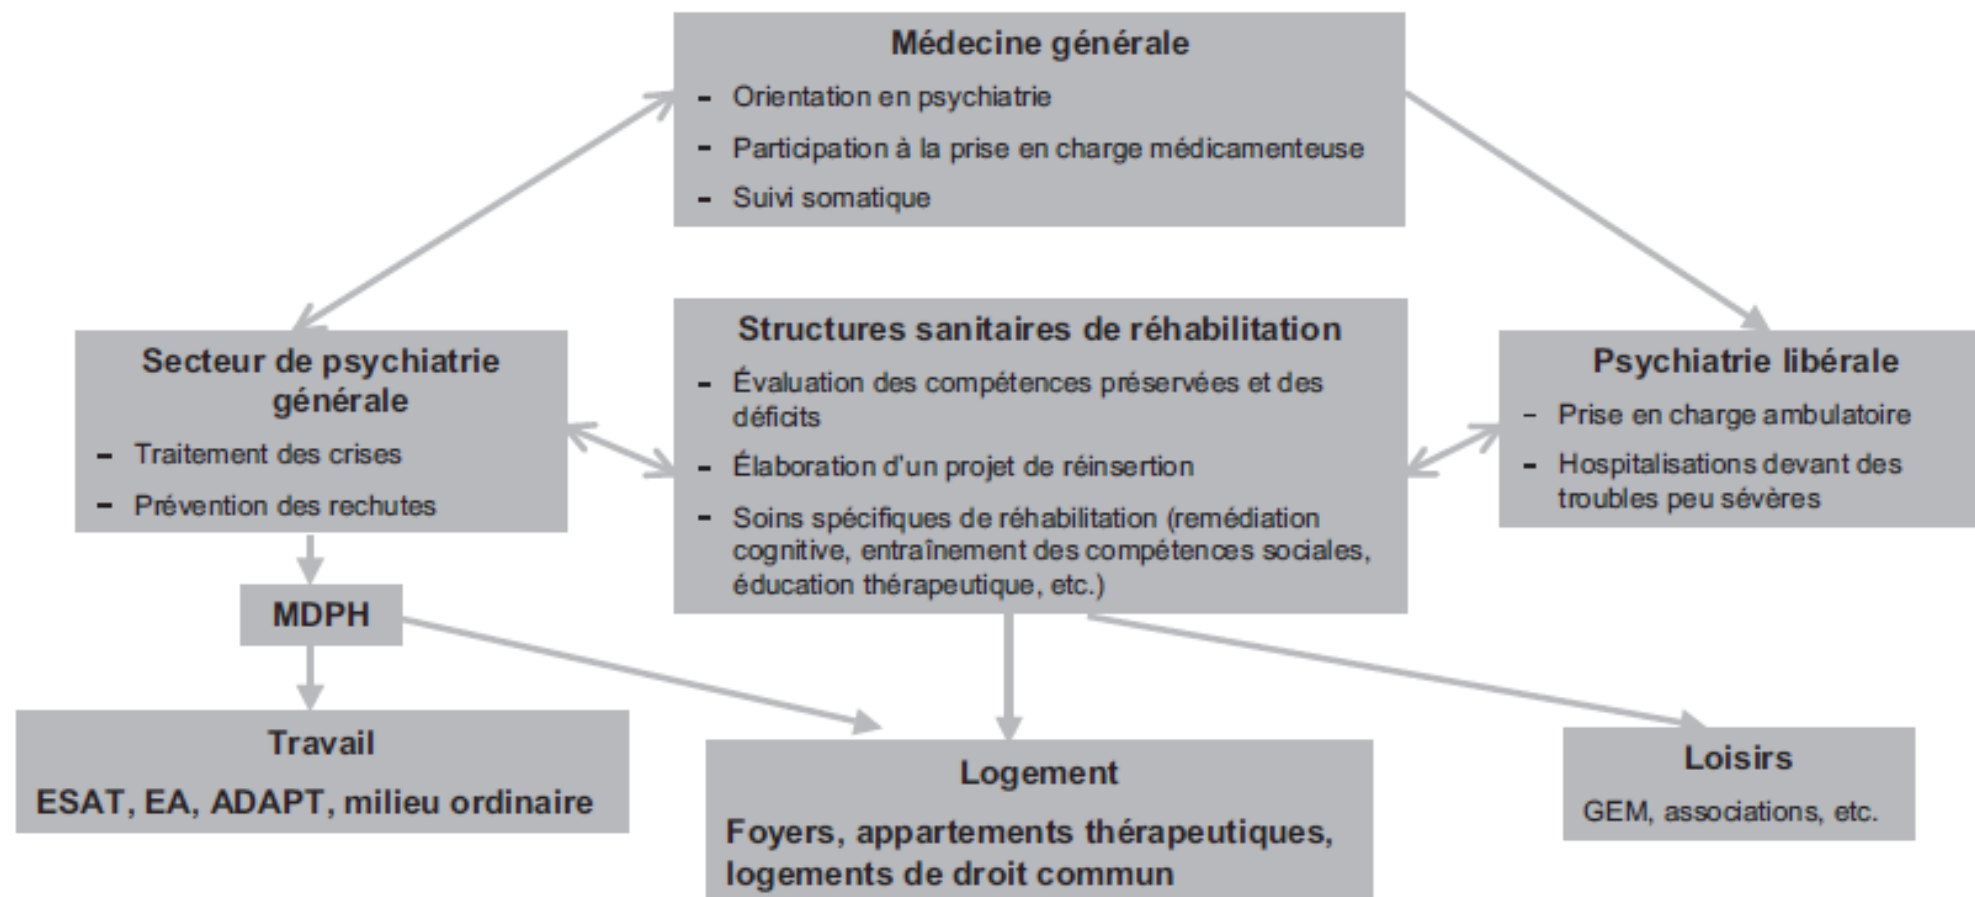 Médecine générale
- Orientation en psychiatrie
- Participation à la prise en charge médicamenteuse
- Suivi somatique
Secteur de psychiatrie
générale
- Traitement des crises
- Prévention des rechutes
Structures sanitaires de réhabilitation
- Évaluation des compétences préservées et des
déficits
- Élaboration d'un projet de réinsertion
- Soins spécifiques de réhabilitation (remédiation
cognitive, entraînement des compétences sociales,
éducation thérapeutique, etc.)
Psychiatrie libérale
- Prise en charge ambulatoire
- Hospitalisations devant des
troubles peu sévères
MDPH
Travail
ESAT, EA, ADAPT, milieu ordinaire
Logement
Foyers, appartements thérapeutiques,
logements de droit commun
Loisirs
GEM, associations, etc.